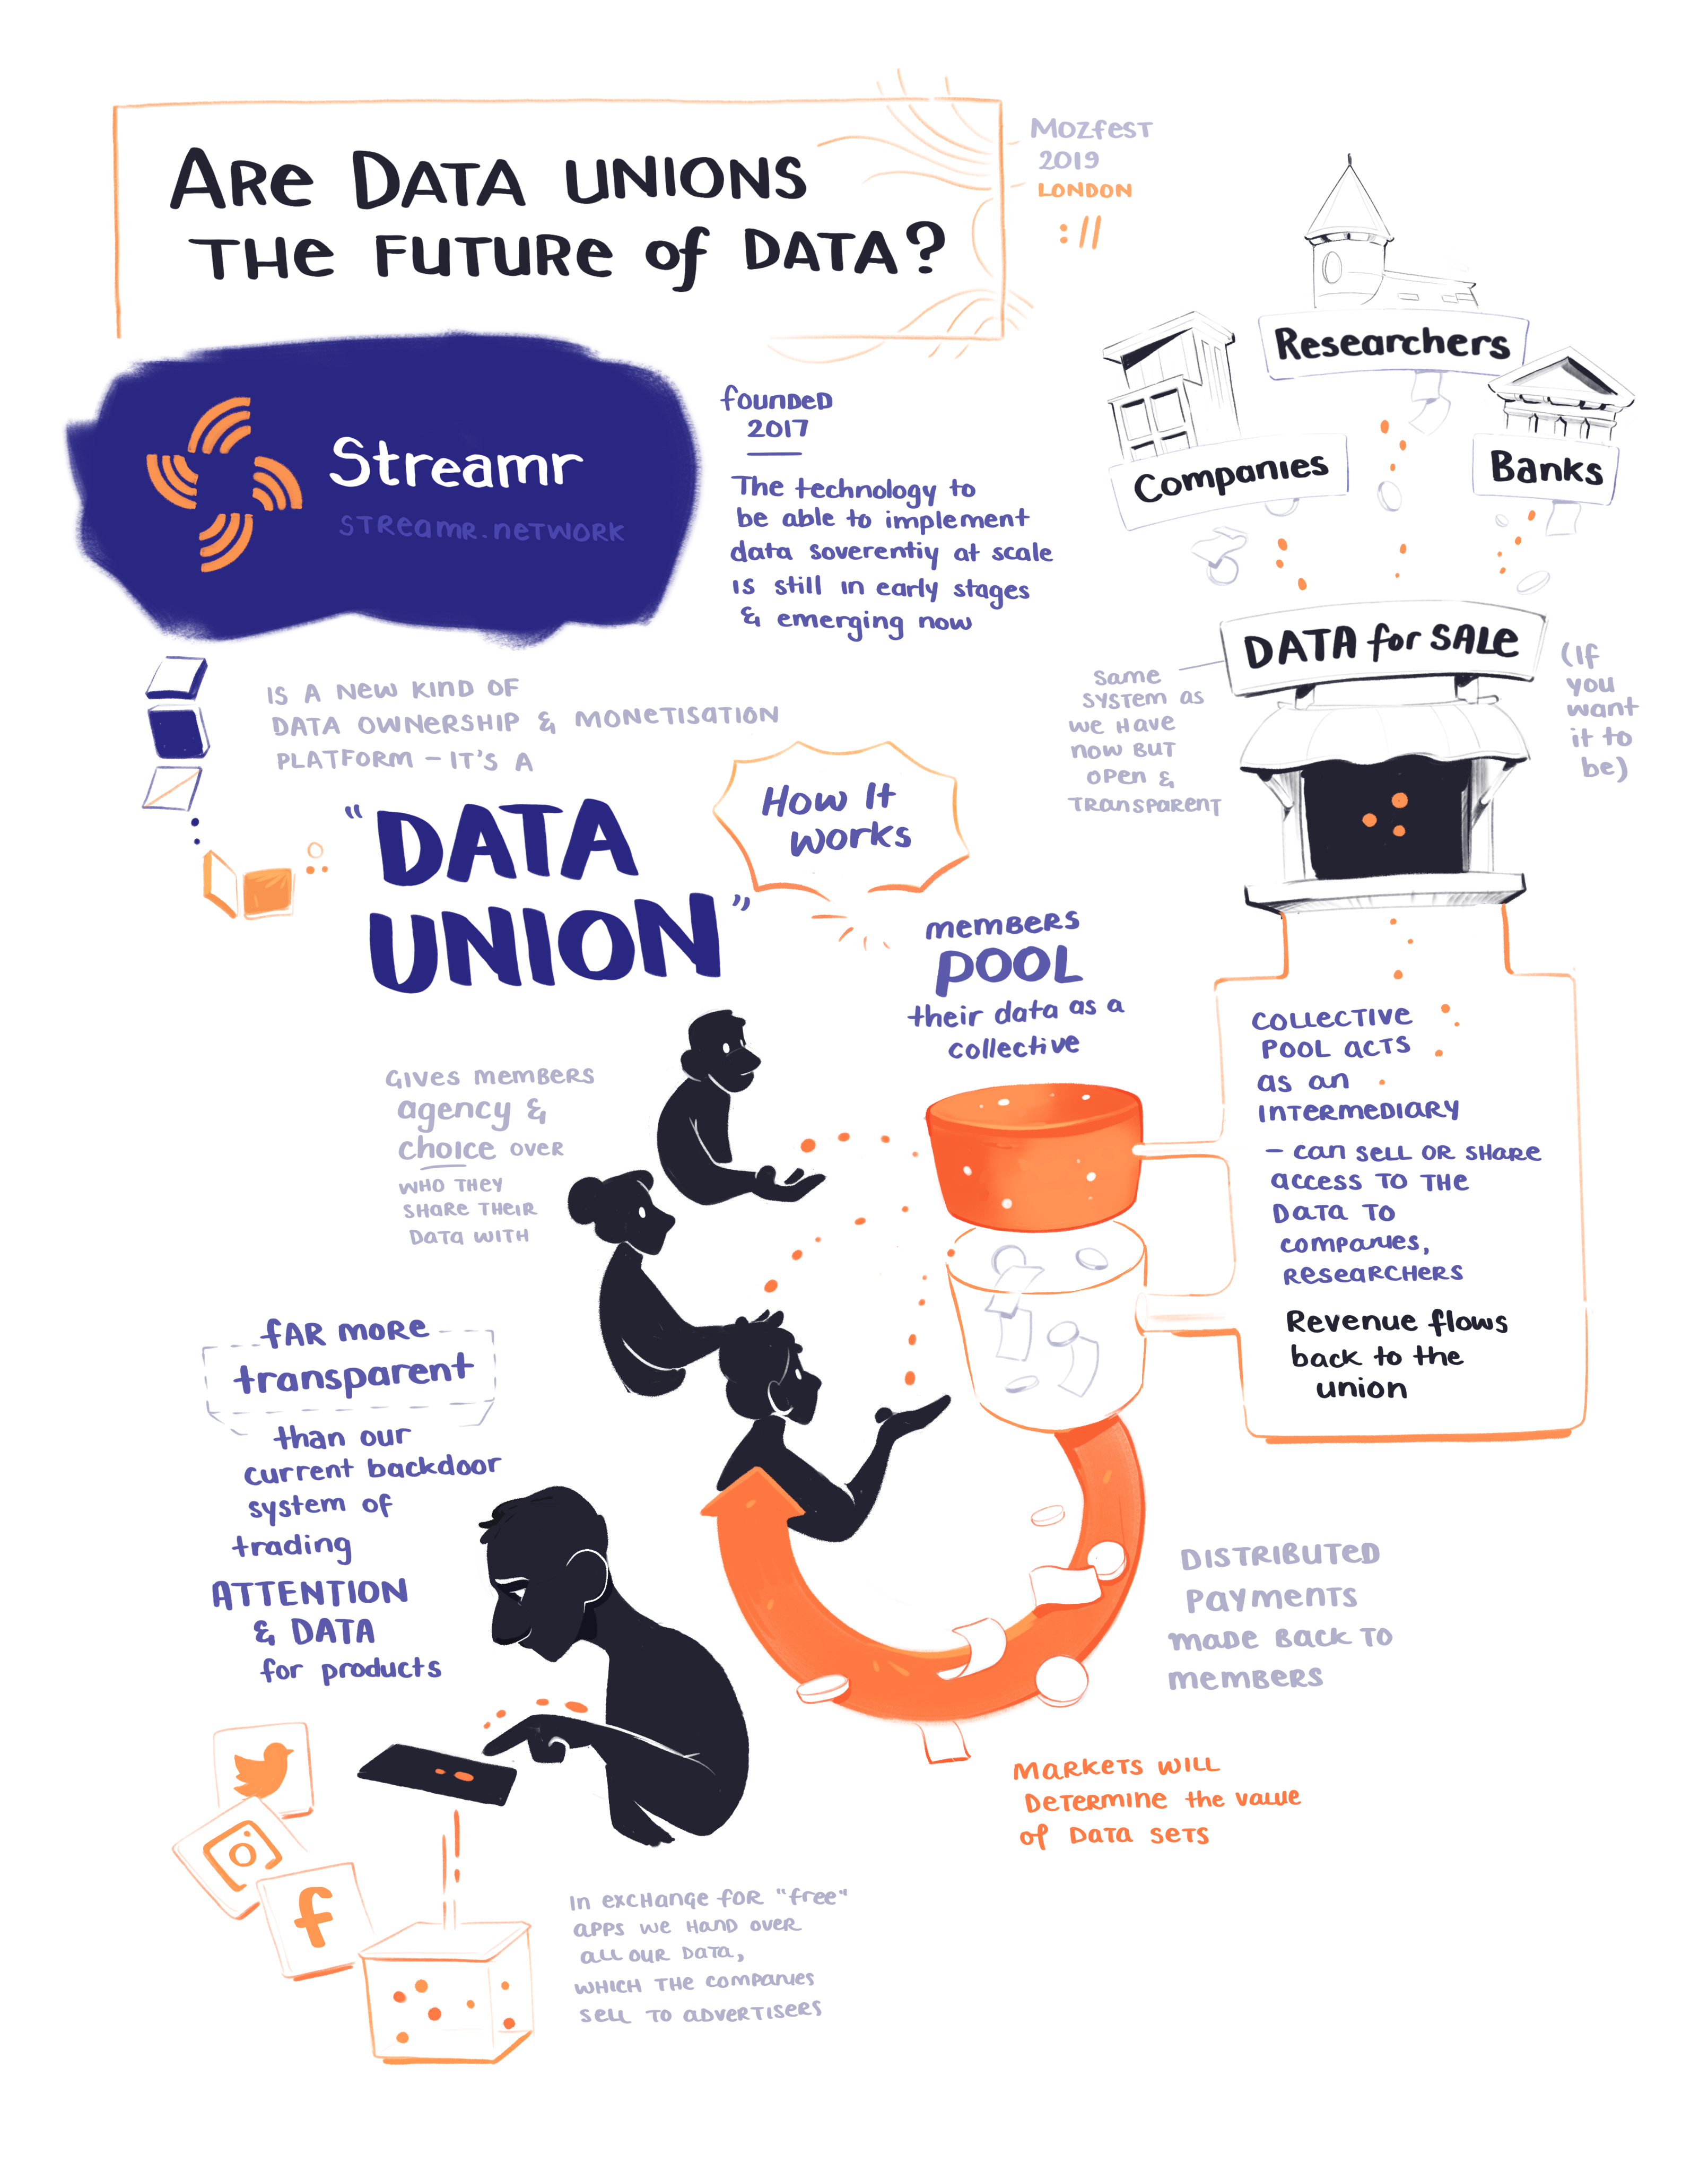 Are Data unions
the future of Data?
Mozfest
2019
London
://
Streamr
Streamr.network
founded
2017
The technology to
be able to implement
data soverentiy at scale
is still in early stages
& emerging now
is a new kind of
data ownership & monetisation
platform – it's a
"DATA
UNION"
How It
works
Researchers
Companies
Banks
DATA for SALe
(If
you
want
it to
be)
Same
system as
we have
now but
open &
transparent
members
POOL
their data as a
collective
Collective
pool acts
as an
intermediary
– can sell or share
access to the
data to
companies,
researchers
Revenue flows
back to the
union
Gives members
agency &
choice over
who they
share their
data with
far more
transparent
than our
current backdoor
system of
trading
ATTENTION
& DATA
for products
Distributed
payments
made back to
members
Markets will
determine the value
of data sets
f
In exchange for "free"
apps we hand over
all our data,
which the companies
sell to advertisers